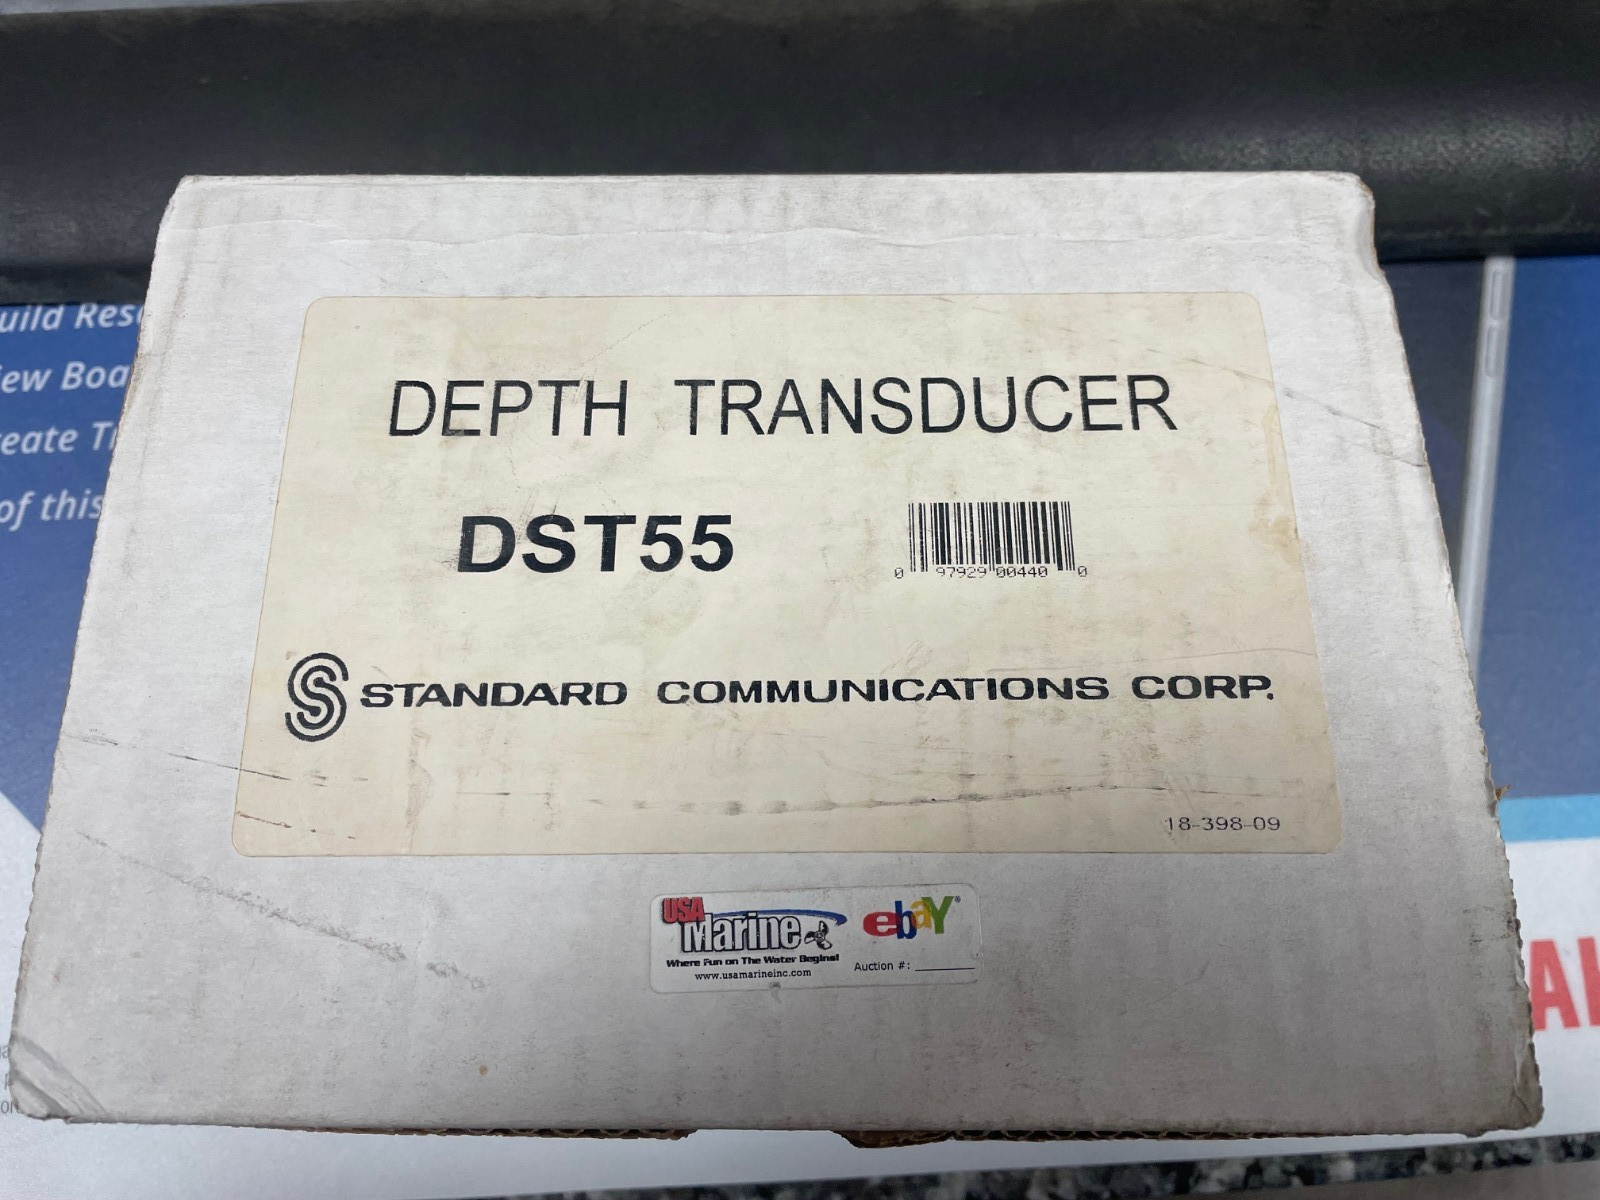 DEPTH TRANSDUCER
DST55
0 97929 00440 0
STANDARD COMMUNICATIONS CORP.
18-398-09
USA
Marine
Where Fun on The Water Begins!
www.usamarineinc.com
ebaY®
Auction #:
uild Res
iew Boa
eate T
of this